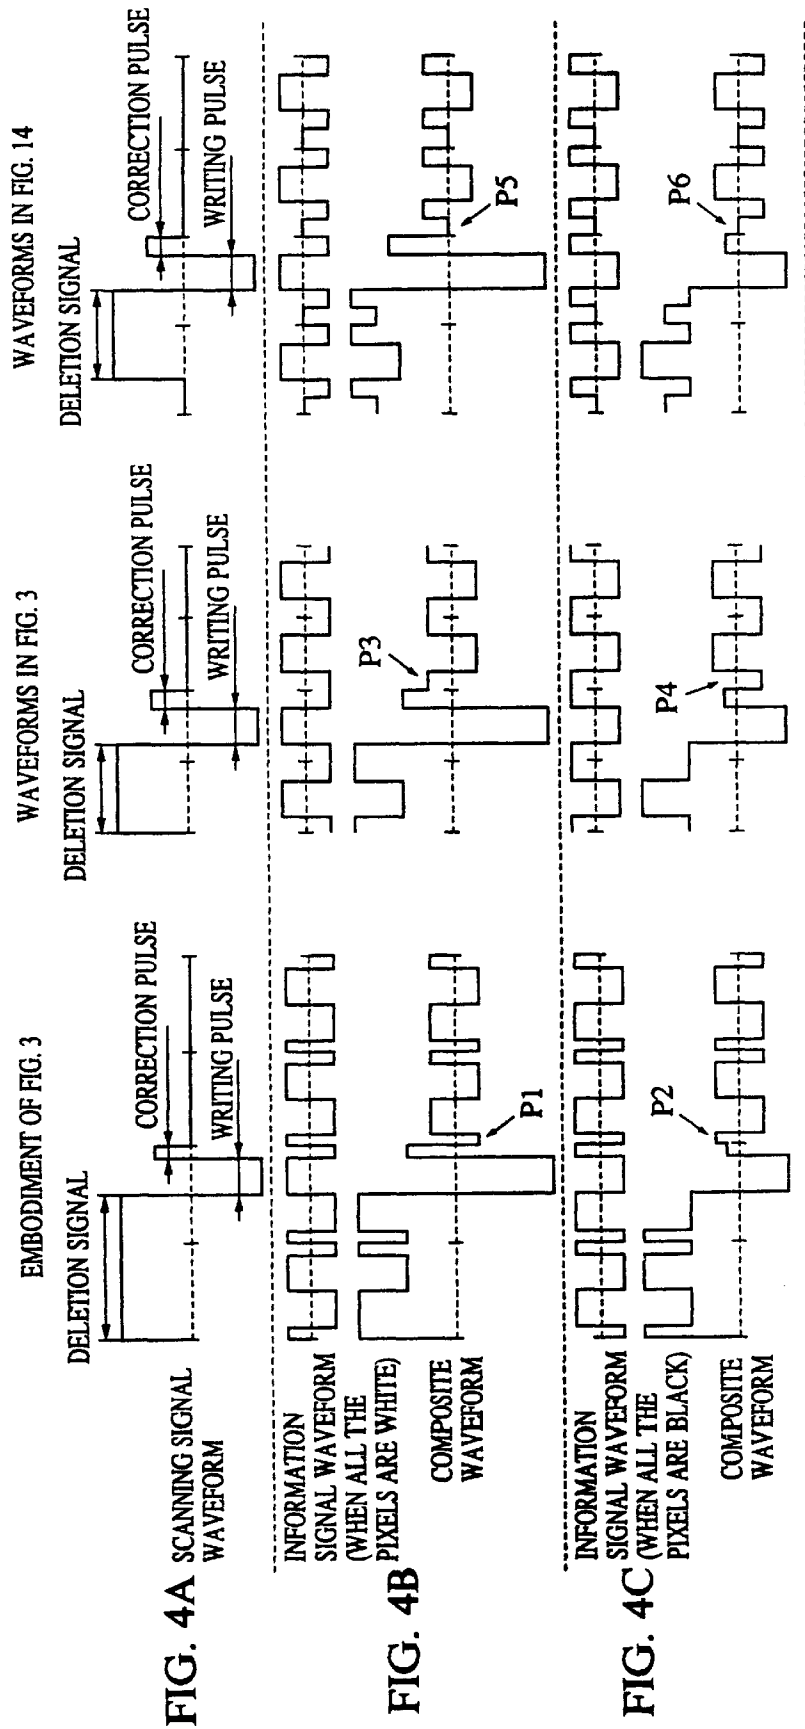 EMBODIMENT OF FIG. 3
WAVEFORMS IN FIG. 3
WAVEFORMS IN FIG. 14
DELETION SIGNAL
CORRECTION PULSE
WRITING PULSE
DELETION SIGNAL
CORRECTION PULSE
WRITING PULSE
DELETION SIGNAL
CORRECTION PULSE
WRITING PULSE
FIG. 4A
SCANNING SIGNAL
WAVEFORM
FIG. 4B
INFORMATION
SIGNAL WAVEFORM
(WHEN ALL THE
PIXELS ARE WHITE)
COMPOSITE
WAVEFORM
P1
P3
P5
FIG. 4C
INFORMATION
SIGNAL WAVEFORM
(WHEN ALL THE
PIXELS ARE BLACK)
COMPOSITE
WAVEFORM
P2
P4
P6